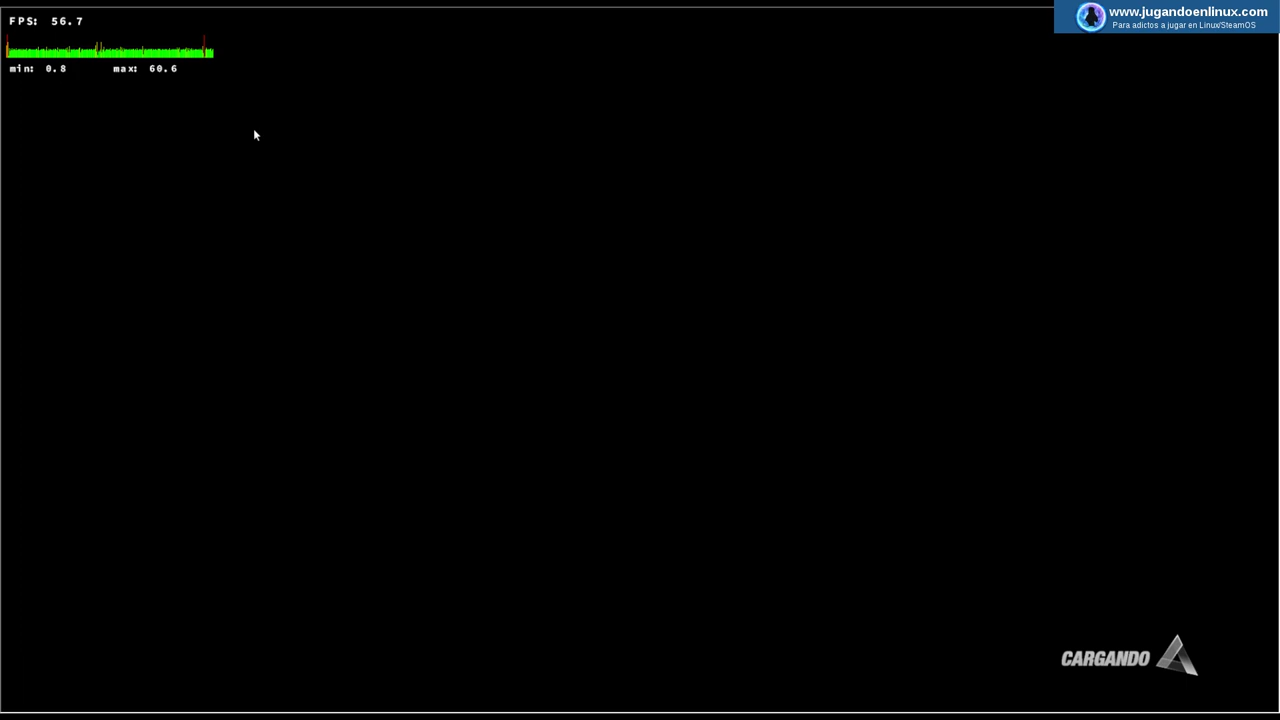 FPS: 56.7
www.jugandoenlinux.com
Para adictos a jugar en Linux/SteamOS
min: 0.8 max: 60.6
CARGANDO